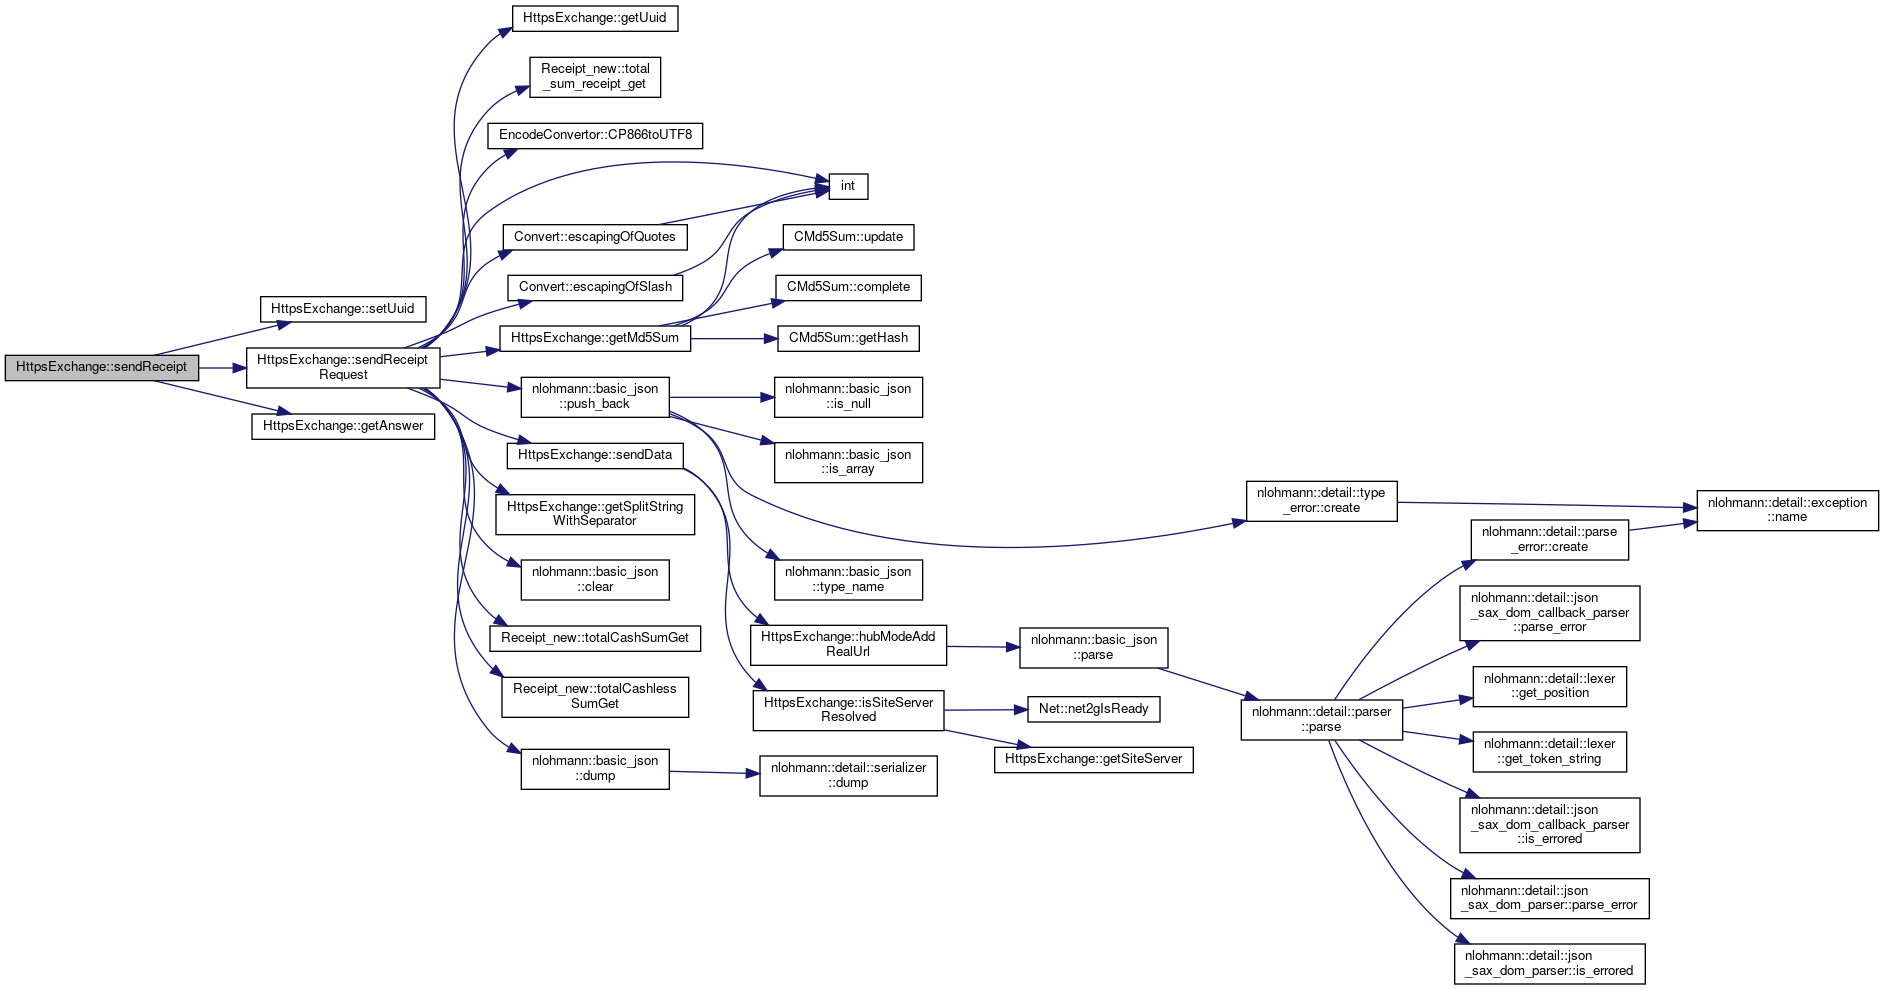 HttpsExchange::sendReceipt
HttpsExchange::setUuid
HttpsExchange::sendReceipt
Request
HttpsExchange::getAnswer
HttpsExchange::getUuid
Receipt_new::total
_sum_receipt_get
EncodeConvertor::CP866toUTF8
Convert::escapingOfQuotes
Convert::escapingOfSlash
HttpsExchange::getMd5Sum
nlohmann::basic_json
::push_back
HttpsExchange::sendData
HttpsExchange::getSplitString
WithSeparator
nlohmann::basic_json
::clear
Receipt_new::totalCashSumGet
Receipt_new::totalCashless
SumGet
nlohmann::basic_json
::dump
int
CMd5Sum::update
CMd5Sum::complete
CMd5Sum::getHash
nlohmann::basic_json
::is_null
nlohmann::basic_json
::is_array
nlohmann::basic_json
::type_name
HttpsExchange::hubModeAdd
RealUrl
HttpsExchange::isSiteServer
Resolved
nlohmann::detail::serializer
::dump
nlohmann::basic_json
::parse
Net::net2gIsReady
HttpsExchange::getSiteServer
nlohmann::detail::type
_error::create
nlohmann::detail::parser
::parse
nlohmann::detail::parse
_error::create
nlohmann::detail::json
_sax_dom_callback_parser
::parse_error
nlohmann::detail::lexer
::get_position
nlohmann::detail::lexer
::get_token_string
nlohmann::detail::json
_sax_dom_callback_parser
::is_errored
nlohmann::detail::json
_sax_dom_parser::parse_error
nlohmann::detail::json
_sax_dom_parser::is_errored
nlohmann::detail::exception
::name